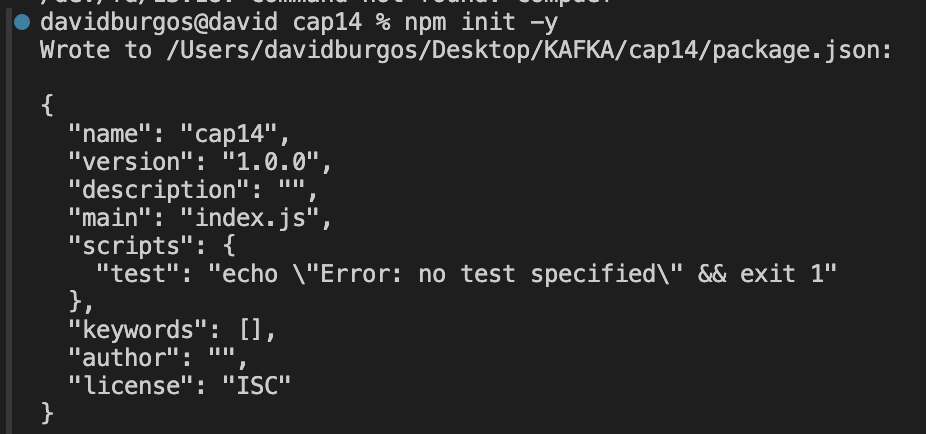 davidburgos@david cap14 % npm init -y
Wrote to /Users/davidburgos/Desktop/KAFKA/cap14/package.json:
{
  "name": "cap14",
  "version": "1.0.0",
  "description": "",
  "main": "index.js",
  "scripts": {
    "test": "echo \"Error: no test specified\" && exit 1"
  },
  "keywords": [],
  "author": "",
  "license": "ISC"
}